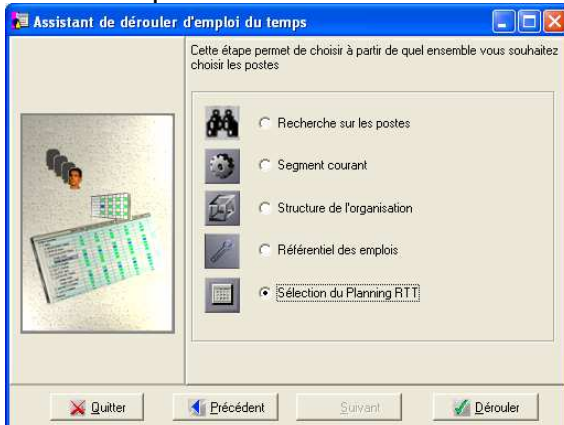 Assistant de dérouler d'emploi du temps
Cette étape permet de choisir à partir de quel ensemble vous souhaitez
choisir les postes
Recherche sur les postes
Segment courant
Structure de l'organisation
Référentiel des emplois
Sélection du Planning RTT
Quitter
Précédent
Suivant
Dérouler